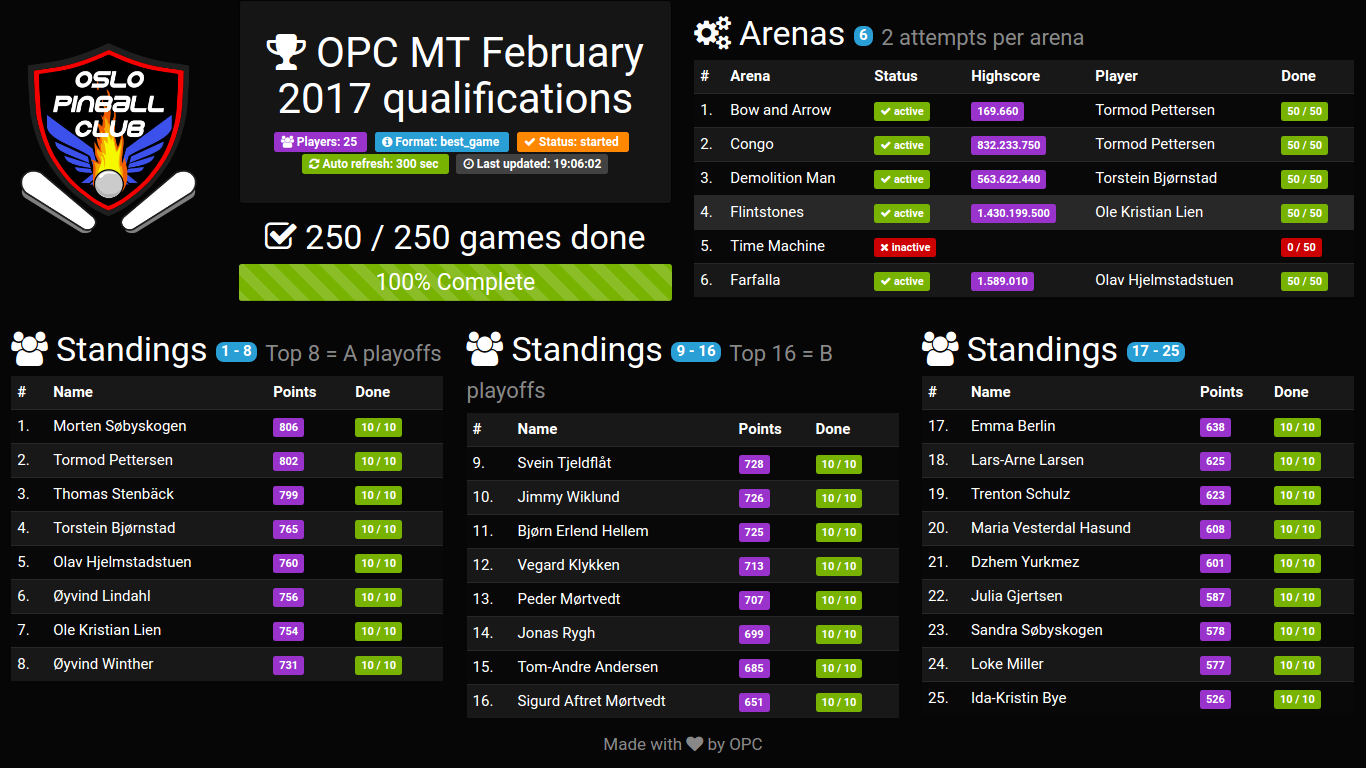 OSLO
PINBALL
CLUB
OPC MT February
2017 qualifications
Players: 25 Format: best_game Status: started
Auto refresh: 300 sec Last updated: 19:06:02
250 / 250 games done
100% Complete
Arenas 6 2 attempts per arena
# Arena Status Highscore Player Done
1. Bow and Arrow active 169.660 Tormod Pettersen 50 / 50
2. Congo active 832.233.750 Tormod Pettersen 50 / 50
3. Demolition Man active 563.622.440 Torstein Bjørnstad 50 / 50
4. Flintstones active 1.430.199.500 Ole Kristian Lien 50 / 50
5. Time Machine inactive 0 / 50
6. Farfalla active 1.589.010 Olav Hjelmstadstuen 50 / 50
Standings 1 - 8 Top 8 = A playoffs
# Name Points Done
1. Morten Søbyskogen 806 10 / 10
2. Tormod Pettersen 802 10 / 10
3. Thomas Stenbäck 799 10 / 10
4. Torstein Bjørnstad 765 10 / 10
5. Olav Hjelmstadstuen 760 10 / 10
6. Øyvind Lindahl 756 10 / 10
7. Ole Kristian Lien 754 10 / 10
8. Øyvind Winther 731 10 / 10
Standings 9 - 16 Top 16 = B
playoffs
# Name Points Done
9. Svein Tjeldflåt 728 10 / 10
10. Jimmy Wiklund 726 10 / 10
11. Bjørn Erlend Hellem 725 10 / 10
12. Vegard Klykken 713 10 / 10
13. Peder Mørtvedt 707 10 / 10
14. Jonas Rygh 699 10 / 10
15. Tom-Andre Andersen 685 10 / 10
16. Sigurd Aftret Mørtvedt 651 10 / 10
Standings 17 - 25
# Name Points Done
17. Emma Berlin 638 10 / 10
18. Lars-Arne Larsen 625 10 / 10
19. Trenton Schulz 623 10 / 10
20. Maria Vesterdal Hasund 608 10 / 10
21. Dzhem Yurkmez 601 10 / 10
22. Julia Gjertsen 587 10 / 10
23. Sandra Søbyskogen 578 10 / 10
24. Loke Miller 577 10 / 10
25. Ida-Kristin Bye 526 10 / 10
Made with ♥ by OPC